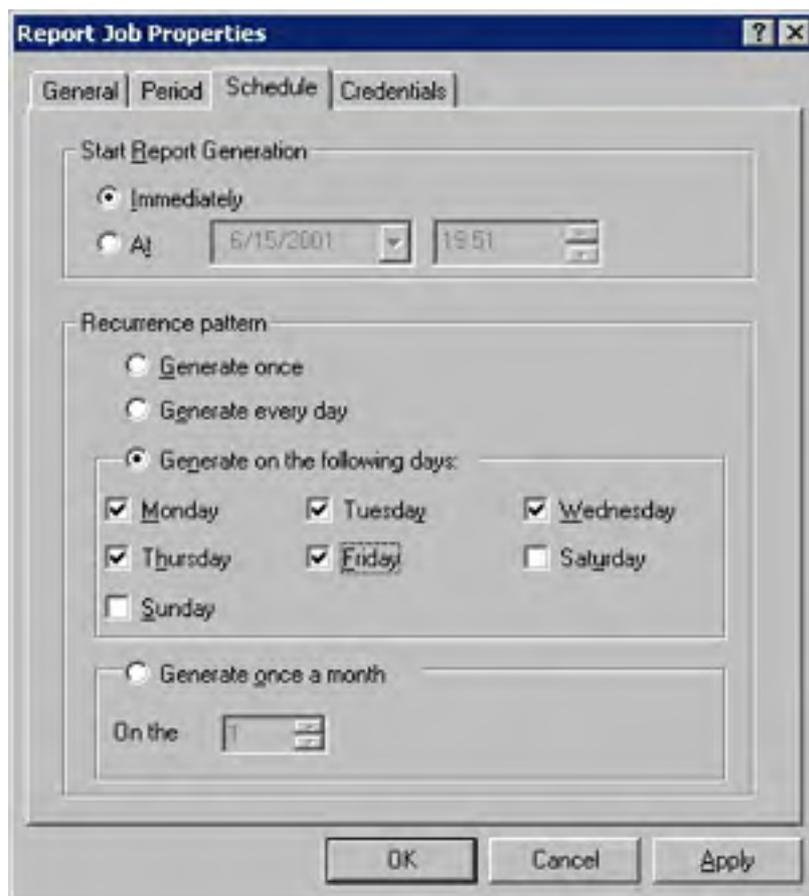 Report Job Properties
General Period Schedule Credentials
Start Report Generation
Immediately
At 6/15/2001 19:51
Recurrence pattern
Generate once
Generate every day
Generate on the following days:
Monday Tuesday Wednesday
Thursday Friday Saturday
Sunday
Generate once a month
On the 1
OK Cancel Apply